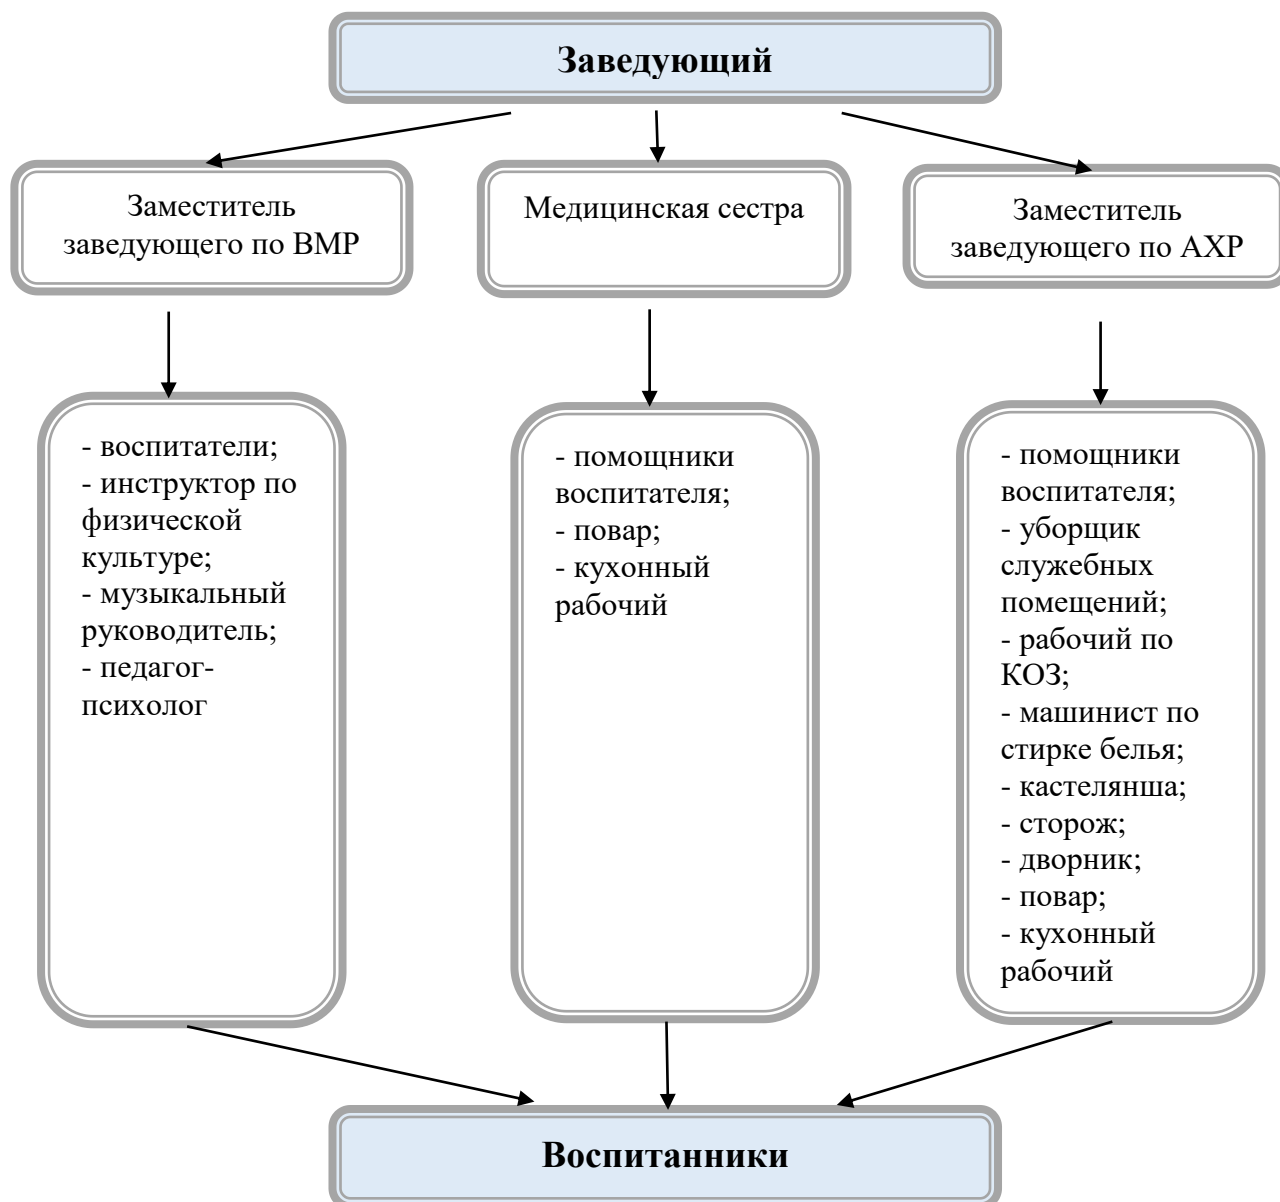 Заведующий
Заместитель
заведующего по ВМР
Медицинская сестра
Заместитель
заведующего по АХР
- воспитатели;
- инструктор по
физической
культуре;
- музыкальный
руководитель;
- педагог-
психолог
- помощники
воспитателя;
- повар;
- кухонный
рабочий
- помощники
воспитателя;
- уборщик
служебных
помещений;
- рабочий по
КОЗ;
- машинист по
стирке белья;
- кастелянша;
- сторож;
- дворник;
- повар;
- кухонный
рабочий
Воспитанники